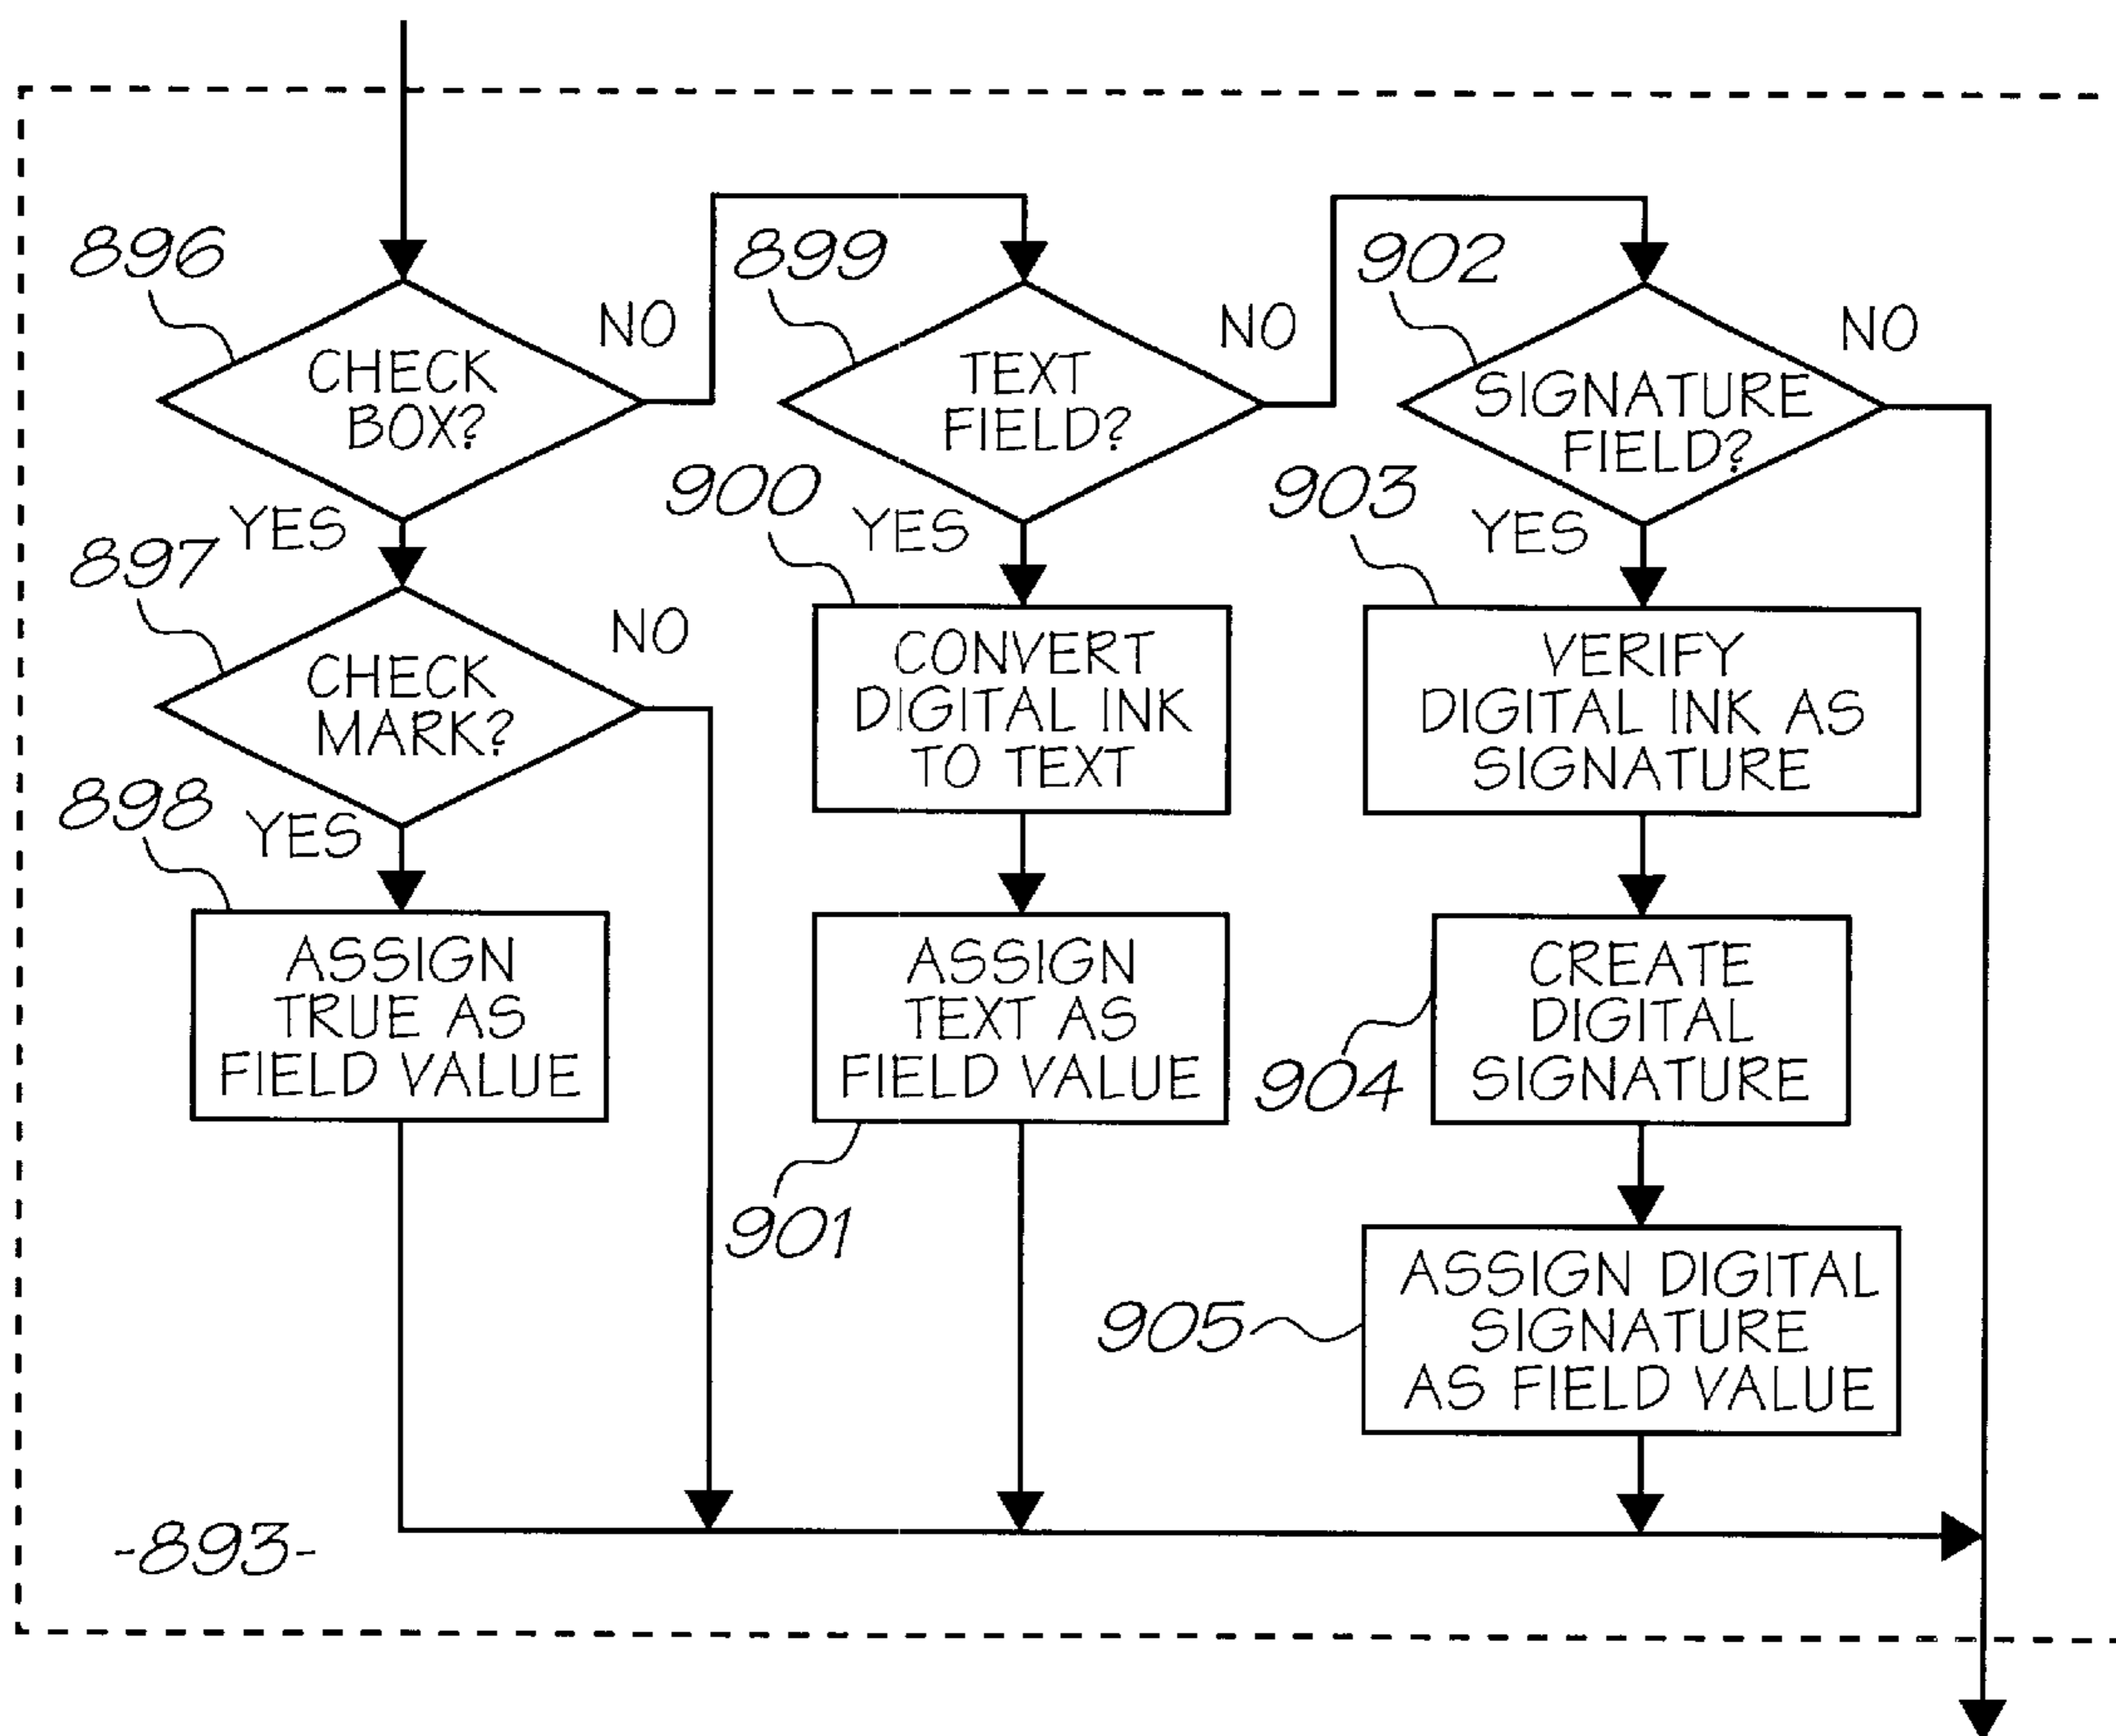 896
CHECK
BOX?
NO
YES
897
CHECK
MARK?
NO
YES
898
ASSIGN
TRUE AS
FIELD VALUE
899
TEXT
FIELD?
NO
YES
900
CONVERT
DIGITAL INK
TO TEXT
ASSIGN
TEXT AS
FIELD VALUE
901
902
SIGNATURE
FIELD?
NO
YES
903
VERIFY
DIGITAL INK AS
SIGNATURE
CREATE
DIGITAL
SIGNATURE
904
ASSIGN DIGITAL
SIGNATURE
AS FIELD VALUE
905
-893-